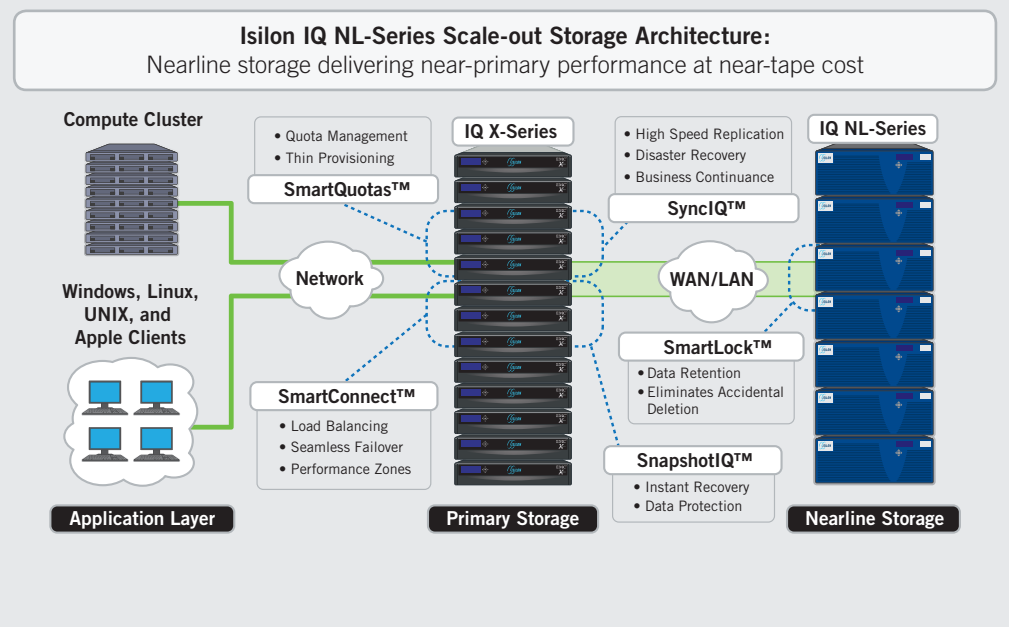 Isilon IQ NL-Series Scale-out Storage Architecture:
Nearline storage delivering near-primary performance at near-tape cost
Compute Cluster
• Quota Management
• Thin Provisioning
SmartQuotas™
IQ X-Series
• High Speed Replication
• Disaster Recovery
• Business Continuance
SyncIQ™
IQ NL-Series
Network
WAN/LAN
Windows, Linux,
UNIX, and
Apple Clients
SmartConnect™
• Load Balancing
• Seamless Failover
• Performance Zones
SmartLock™
• Data Retention
• Eliminates Accidental
Deletion
SnapshotIQ™
• Instant Recovery
• Data Protection
Application Layer
Primary Storage
Nearline Storage